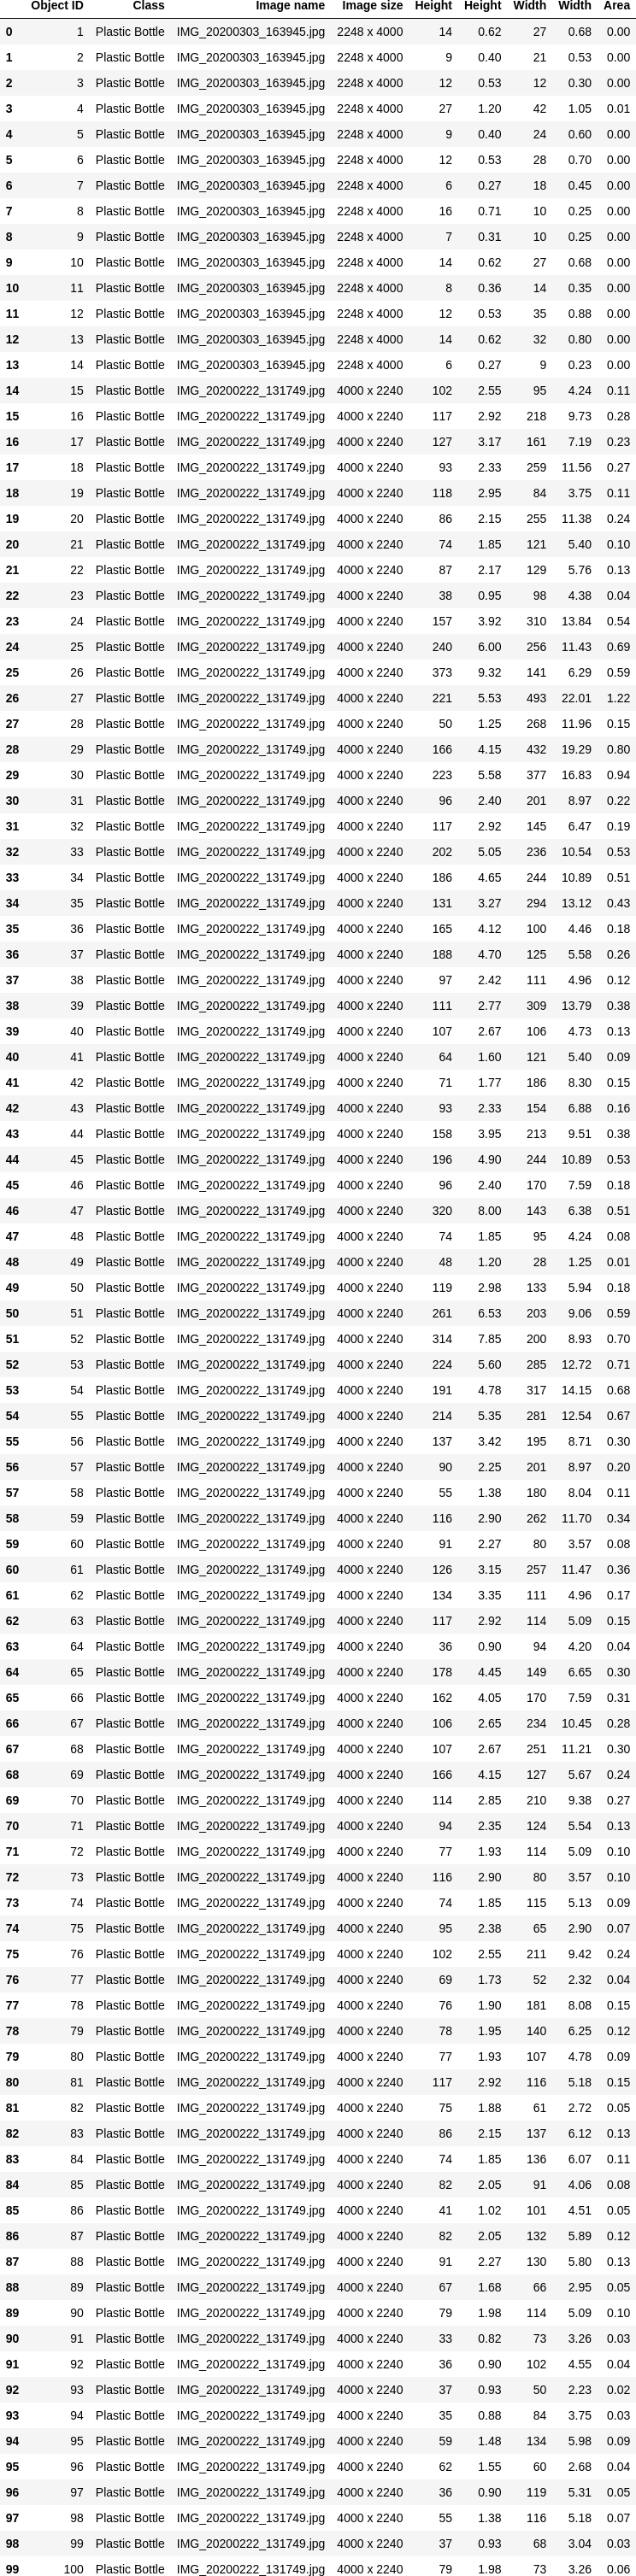 Object ID Class Image name Image size Height Height Width Width Area
0 1 Plastic Bottle IMG_20200303_163945.jpg 2248 x 4000 14 0.62 27 0.68 0.00
1 2 Plastic Bottle IMG_20200303_163945.jpg 2248 x 4000 9 0.40 21 0.53 0.00
2 3 Plastic Bottle IMG_20200303_163945.jpg 2248 x 4000 12 0.53 12 0.30 0.00
3 4 Plastic Bottle IMG_20200303_163945.jpg 2248 x 4000 27 1.20 42 1.05 0.01
4 5 Plastic Bottle IMG_20200303_163945.jpg 2248 x 4000 9 0.40 24 0.60 0.00
5 6 Plastic Bottle IMG_20200303_163945.jpg 2248 x 4000 12 0.53 28 0.70 0.00
6 7 Plastic Bottle IMG_20200303_163945.jpg 2248 x 4000 6 0.27 18 0.45 0.00
7 8 Plastic Bottle IMG_20200303_163945.jpg 2248 x 4000 16 0.71 10 0.25 0.00
8 9 Plastic Bottle IMG_20200303_163945.jpg 2248 x 4000 7 0.31 10 0.25 0.00
9 10 Plastic Bottle IMG_20200303_163945.jpg 2248 x 4000 14 0.62 27 0.68 0.00
10 11 Plastic Bottle IMG_20200303_163945.jpg 2248 x 4000 8 0.36 14 0.35 0.00
11 12 Plastic Bottle IMG_20200303_163945.jpg 2248 x 4000 12 0.53 35 0.88 0.00
12 13 Plastic Bottle IMG_20200303_163945.jpg 2248 x 4000 14 0.62 32 0.80 0.00
13 14 Plastic Bottle IMG_20200303_163945.jpg 2248 x 4000 6 0.27 9 0.23 0.00
14 15 Plastic Bottle IMG_20200222_131749.jpg 4000 x 2240 102 2.55 95 4.24 0.11
15 16 Plastic Bottle IMG_20200222_131749.jpg 4000 x 2240 117 2.92 218 9.73 0.28
16 17 Plastic Bottle IMG_20200222_131749.jpg 4000 x 2240 127 3.17 161 7.19 0.23
17 18 Plastic Bottle IMG_20200222_131749.jpg 4000 x 2240 93 2.33 259 11.56 0.27
18 19 Plastic Bottle IMG_20200222_131749.jpg 4000 x 2240 118 2.95 84 3.75 0.11
19 20 Plastic Bottle IMG_20200222_131749.jpg 4000 x 2240 86 2.15 255 11.38 0.24
20 21 Plastic Bottle IMG_20200222_131749.jpg 4000 x 2240 74 1.85 121 5.40 0.10
21 22 Plastic Bottle IMG_20200222_131749.jpg 4000 x 2240 87 2.17 129 5.76 0.13
22 23 Plastic Bottle IMG_20200222_131749.jpg 4000 x 2240 38 0.95 98 4.38 0.04
23 24 Plastic Bottle IMG_20200222_131749.jpg 4000 x 2240 157 3.92 310 13.84 0.54
24 25 Plastic Bottle IMG_20200222_131749.jpg 4000 x 2240 240 6.00 256 11.43 0.69
25 26 Plastic Bottle IMG_20200222_131749.jpg 4000 x 2240 373 9.32 141 6.29 0.59
26 27 Plastic Bottle IMG_20200222_131749.jpg 4000 x 2240 221 5.53 493 22.01 1.22
27 28 Plastic Bottle IMG_20200222_131749.jpg 4000 x 2240 50 1.25 268 11.96 0.15
28 29 Plastic Bottle IMG_20200222_131749.jpg 4000 x 2240 166 4.15 432 19.29 0.80
29 30 Plastic Bottle IMG_20200222_131749.jpg 4000 x 2240 223 5.58 377 16.83 0.94
30 31 Plastic Bottle IMG_20200222_131749.jpg 4000 x 2240 96 2.40 201 8.97 0.22
31 32 Plastic Bottle IMG_20200222_131749.jpg 4000 x 2240 117 2.92 145 6.47 0.19
32 33 Plastic Bottle IMG_20200222_131749.jpg 4000 x 2240 202 5.05 236 10.54 0.53
33 34 Plastic Bottle IMG_20200222_131749.jpg 4000 x 2240 186 4.65 244 10.89 0.51
34 35 Plastic Bottle IMG_20200222_131749.jpg 4000 x 2240 131 3.27 294 13.12 0.43
35 36 Plastic Bottle IMG_20200222_131749.jpg 4000 x 2240 165 4.12 100 4.46 0.18
36 37 Plastic Bottle IMG_20200222_131749.jpg 4000 x 2240 188 4.70 125 5.58 0.26
37 38 Plastic Bottle IMG_20200222_131749.jpg 4000 x 2240 97 2.42 111 4.96 0.12
38 39 Plastic Bottle IMG_20200222_131749.jpg 4000 x 2240 111 2.77 309 13.79 0.38
39 40 Plastic Bottle IMG_20200222_131749.jpg 4000 x 2240 107 2.67 106 4.73 0.13
40 41 Plastic Bottle IMG_20200222_131749.jpg 4000 x 2240 64 1.60 121 5.40 0.09
41 42 Plastic Bottle IMG_20200222_131749.jpg 4000 x 2240 71 1.77 186 8.30 0.15
42 43 Plastic Bottle IMG_20200222_131749.jpg 4000 x 2240 93 2.33 154 6.88 0.16
43 44 Plastic Bottle IMG_20200222_131749.jpg 4000 x 2240 158 3.95 213 9.51 0.38
44 45 Plastic Bottle IMG_20200222_131749.jpg 4000 x 2240 196 4.90 244 10.89 0.53
45 46 Plastic Bottle IMG_20200222_131749.jpg 4000 x 2240 96 2.40 170 7.59 0.18
46 47 Plastic Bottle IMG_20200222_131749.jpg 4000 x 2240 320 8.00 143 6.38 0.51
47 48 Plastic Bottle IMG_20200222_131749.jpg 4000 x 2240 74 1.85 95 4.24 0.08
48 49 Plastic Bottle IMG_20200222_131749.jpg 4000 x 2240 48 1.20 28 1.25 0.01
49 50 Plastic Bottle IMG_20200222_131749.jpg 4000 x 2240 119 2.98 133 5.94 0.18
50 51 Plastic Bottle IMG_20200222_131749.jpg 4000 x 2240 261 6.53 203 9.06 0.59
51 52 Plastic Bottle IMG_20200222_131749.jpg 4000 x 2240 314 7.85 200 8.93 0.70
52 53 Plastic Bottle IMG_20200222_131749.jpg 4000 x 2240 224 5.60 285 12.72 0.71
53 54 Plastic Bottle IMG_20200222_131749.jpg 4000 x 2240 191 4.78 317 14.15 0.68
54 55 Plastic Bottle IMG_20200222_131749.jpg 4000 x 2240 214 5.35 281 12.54 0.67
55 56 Plastic Bottle IMG_20200222_131749.jpg 4000 x 2240 137 3.42 195 8.71 0.30
56 57 Plastic Bottle IMG_20200222_131749.jpg 4000 x 2240 90 2.25 201 8.97 0.20
57 58 Plastic Bottle IMG_20200222_131749.jpg 4000 x 2240 55 1.38 180 8.04 0.11
58 59 Plastic Bottle IMG_20200222_131749.jpg 4000 x 2240 116 2.90 262 11.70 0.34
59 60 Plastic Bottle IMG_20200222_131749.jpg 4000 x 2240 91 2.27 80 3.57 0.08
60 61 Plastic Bottle IMG_20200222_131749.jpg 4000 x 2240 126 3.15 257 11.47 0.36
61 62 Plastic Bottle IMG_20200222_131749.jpg 4000 x 2240 134 3.35 111 4.96 0.17
62 63 Plastic Bottle IMG_20200222_131749.jpg 4000 x 2240 117 2.92 114 5.09 0.15
63 64 Plastic Bottle IMG_20200222_131749.jpg 4000 x 2240 36 0.90 94 4.20 0.04
64 65 Plastic Bottle IMG_20200222_131749.jpg 4000 x 2240 178 4.45 149 6.65 0.30
65 66 Plastic Bottle IMG_20200222_131749.jpg 4000 x 2240 162 4.05 170 7.59 0.31
66 67 Plastic Bottle IMG_20200222_131749.jpg 4000 x 2240 106 2.65 234 10.45 0.28
67 68 Plastic Bottle IMG_20200222_131749.jpg 4000 x 2240 107 2.67 251 11.21 0.30
68 69 Plastic Bottle IMG_20200222_131749.jpg 4000 x 2240 166 4.15 127 5.67 0.24
69 70 Plastic Bottle IMG_20200222_131749.jpg 4000 x 2240 114 2.85 210 9.38 0.27
70 71 Plastic Bottle IMG_20200222_131749.jpg 4000 x 2240 94 2.35 124 5.54 0.13
71 72 Plastic Bottle IMG_20200222_131749.jpg 4000 x 2240 77 1.93 114 5.09 0.10
72 73 Plastic Bottle IMG_20200222_131749.jpg 4000 x 2240 116 2.90 80 3.57 0.10
73 74 Plastic Bottle IMG_20200222_131749.jpg 4000 x 2240 74 1.85 115 5.13 0.09
74 75 Plastic Bottle IMG_20200222_131749.jpg 4000 x 2240 95 2.38 65 2.90 0.07
75 76 Plastic Bottle IMG_20200222_131749.jpg 4000 x 2240 102 2.55 211 9.42 0.24
76 77 Plastic Bottle IMG_20200222_131749.jpg 4000 x 2240 69 1.73 52 2.32 0.04
77 78 Plastic Bottle IMG_20200222_131749.jpg 4000 x 2240 76 1.90 181 8.08 0.15
78 79 Plastic Bottle IMG_20200222_131749.jpg 4000 x 2240 78 1.95 140 6.25 0.12
79 80 Plastic Bottle IMG_20200222_131749.jpg 4000 x 2240 77 1.93 107 4.78 0.09
80 81 Plastic Bottle IMG_20200222_131749.jpg 4000 x 2240 117 2.92 116 5.18 0.15
81 82 Plastic Bottle IMG_20200222_131749.jpg 4000 x 2240 75 1.88 61 2.72 0.05
82 83 Plastic Bottle IMG_20200222_131749.jpg 4000 x 2240 86 2.15 137 6.12 0.13
83 84 Plastic Bottle IMG_20200222_131749.jpg 4000 x 2240 74 1.85 136 6.07 0.11
84 85 Plastic Bottle IMG_20200222_131749.jpg 4000 x 2240 82 2.05 91 4.06 0.08
85 86 Plastic Bottle IMG_20200222_131749.jpg 4000 x 2240 41 1.02 101 4.51 0.05
86 87 Plastic Bottle IMG_20200222_131749.jpg 4000 x 2240 82 2.05 132 5.89 0.12
87 88 Plastic Bottle IMG_20200222_131749.jpg 4000 x 2240 91 2.27 130 5.80 0.13
88 89 Plastic Bottle IMG_20200222_131749.jpg 4000 x 2240 67 1.68 66 2.95 0.05
89 90 Plastic Bottle IMG_20200222_131749.jpg 4000 x 2240 79 1.98 114 5.09 0.10
90 91 Plastic Bottle IMG_20200222_131749.jpg 4000 x 2240 33 0.82 73 3.26 0.03
91 92 Plastic Bottle IMG_20200222_131749.jpg 4000 x 2240 36 0.90 102 4.55 0.04
92 93 Plastic Bottle IMG_20200222_131749.jpg 4000 x 2240 37 0.93 50 2.23 0.02
93 94 Plastic Bottle IMG_20200222_131749.jpg 4000 x 2240 35 0.88 84 3.75 0.03
94 95 Plastic Bottle IMG_20200222_131749.jpg 4000 x 2240 59 1.48 134 5.98 0.09
95 96 Plastic Bottle IMG_20200222_131749.jpg 4000 x 2240 62 1.55 60 2.68 0.04
96 97 Plastic Bottle IMG_20200222_131749.jpg 4000 x 2240 36 0.90 119 5.31 0.05
97 98 Plastic Bottle IMG_20200222_131749.jpg 4000 x 2240 55 1.38 116 5.18 0.07
98 99 Plastic Bottle IMG_20200222_131749.jpg 4000 x 2240 37 0.93 68 3.04 0.03
99 100 Plastic Bottle IMG_20200222_131749.jpg 4000 x 2240 79 1.98 73 3.26 0.06